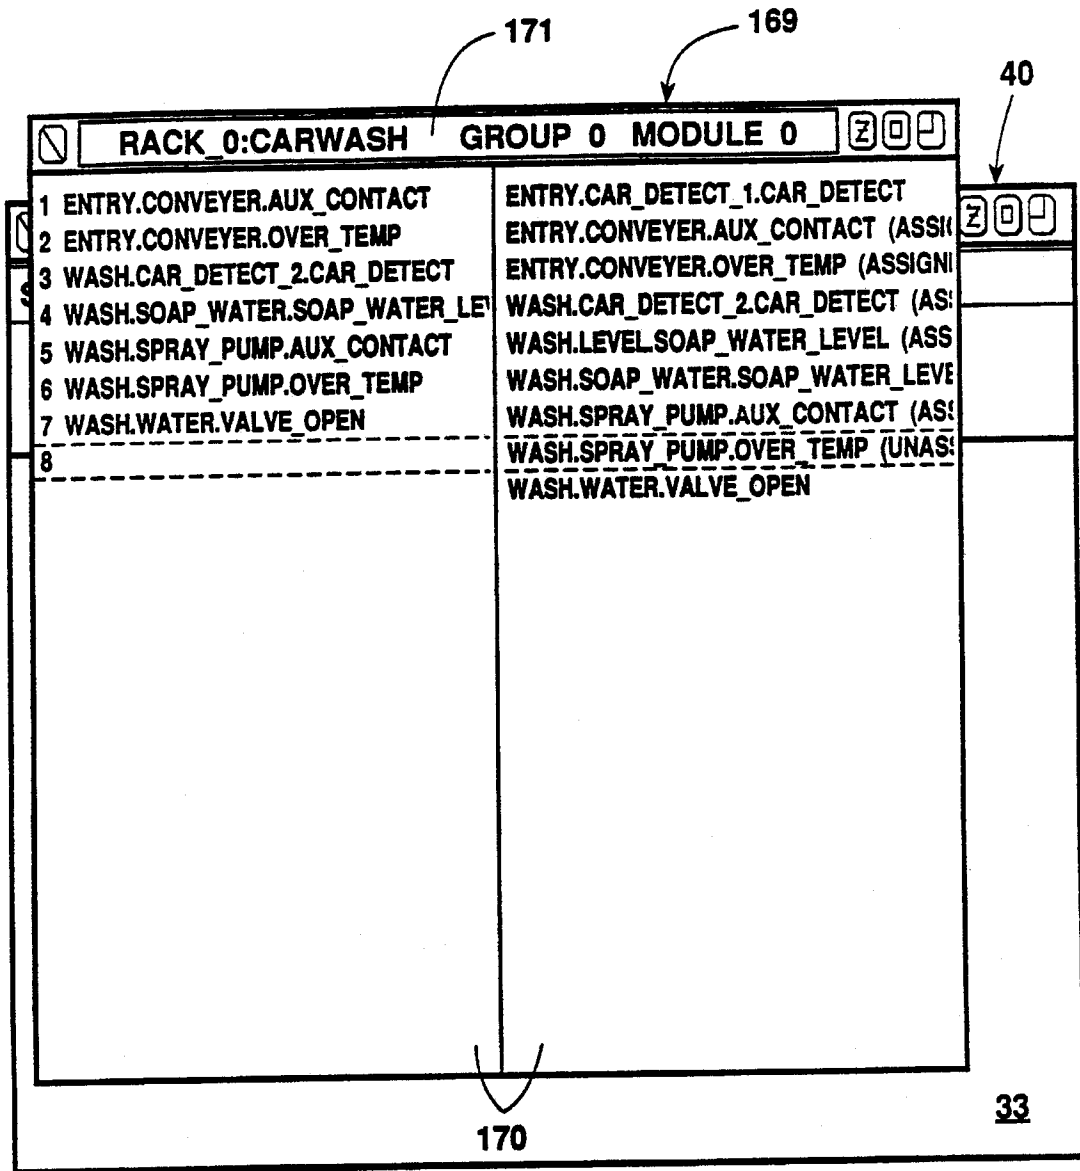 171
169
40
RACK_0:CARWASH GROUP 0 MODULE 0
1 ENTRY.CONVEYER.AUX_CONTACT
2 ENTRY.CONVEYER.OVER_TEMP
3 WASH.CAR_DETECT_2.CAR_DETECT
4 WASH.SOAP_WATER.SOAP_WATER_LE
5 WASH.SPRAY_PUMP.AUX_CONTACT
6 WASH.SPRAY_PUMP.OVER_TEMP
7 WASH.WATER.VALVE_OPEN
8
ENTRY.CAR_DETECT_1.CAR_DETECT
ENTRY.CONVEYER.AUX_CONTACT (ASSI
ENTRY.CONVEYER.OVER_TEMP (ASSIGN
WASH.CAR_DETECT_2.CAR_DETECT (AS
WASH.LEVEL.SOAP_WATER_LEVEL (ASS
WASH.SOAP_WATER.SOAP_WATER_LEVE
WASH.SPRAY_PUMP.AUX_CONTACT (AS
WASH.SPRAY_PUMP.OVER_TEMP (UNAS
WASH.WATER.VALVE_OPEN
170
33